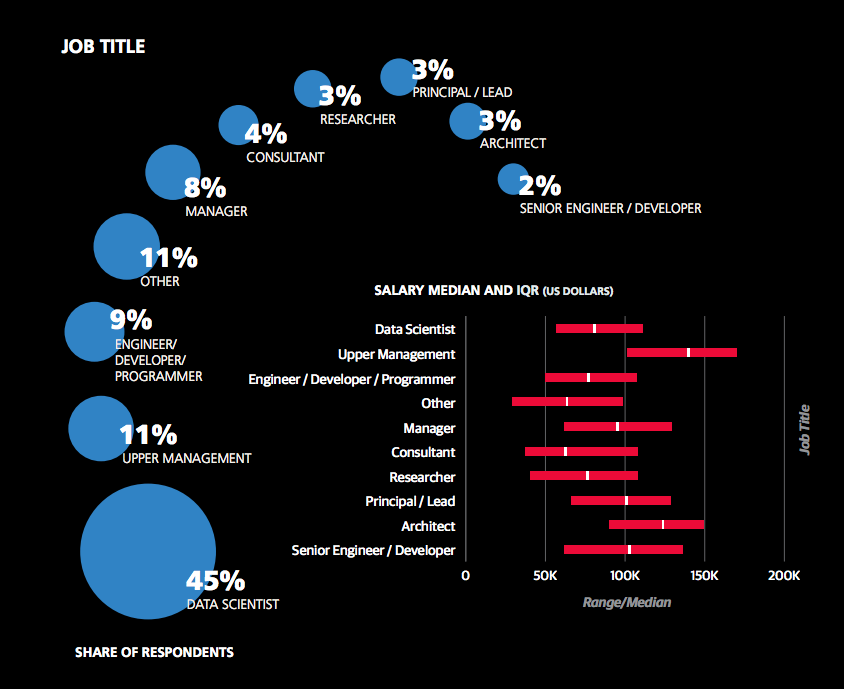 JOB TITLE
3%
PRINCIPAL / LEAD
3%
RESEARCHER
3%
ARCHITECT
4%
CONSULTANT
2%
SENIOR ENGINEER / DEVELOPER
8%
MANAGER
11%
OTHER
9%
ENGINEER/
DEVELOPER/
PROGRAMMER
11%
UPPER MANAGEMENT
45%
DATA SCIENTIST
SHARE OF RESPONDENTS
SALARY MEDIAN AND IQR (US DOLLARS)
Data Scientist
Upper Management
Engineer / Developer / Programmer
Other
Manager
Consultant
Researcher
Principal / Lead
Architect
Senior Engineer / Developer
0 50K 100K 150K 200K
Range/Median
Job Title